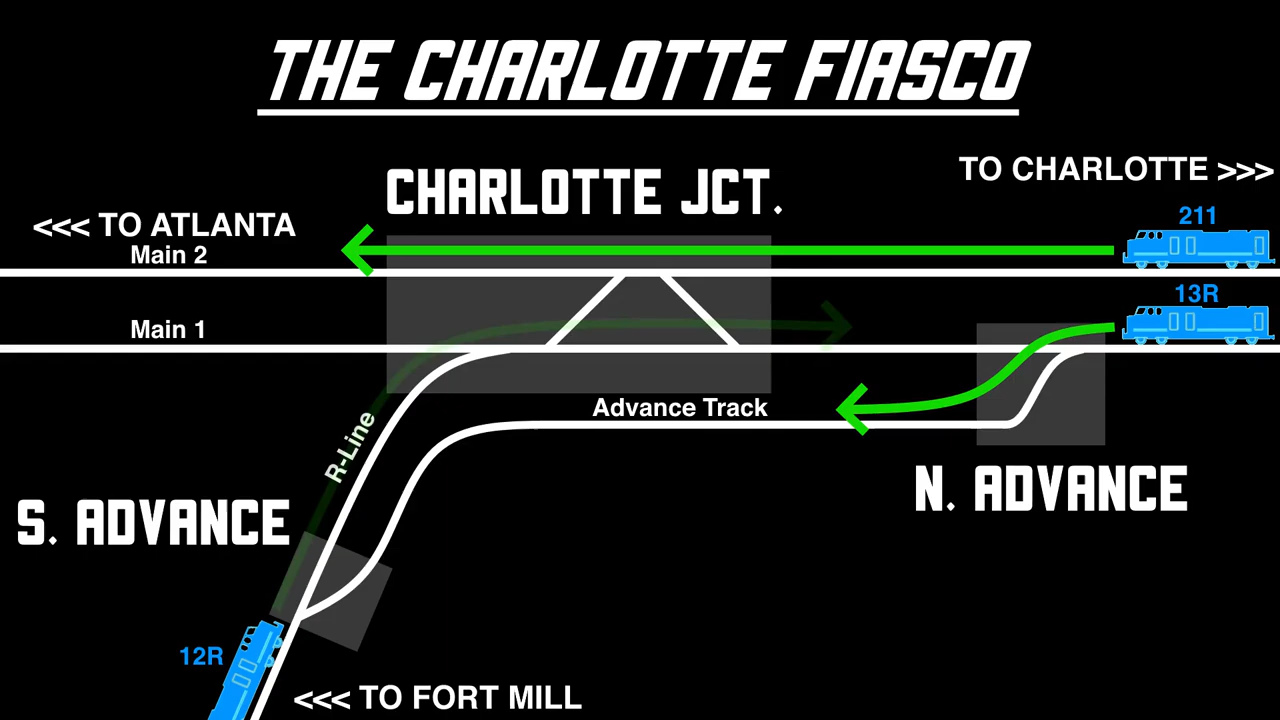 THE CHARLOTTE FIASCO
TO CHARLOTTE >>>
CHARLOTTE JCT.
<<< TO ATLANTA
211
Main 2
13R
Main 1
Advance Track
R-Line
N. ADVANCE
S. ADVANCE
12R
<<< TO FORT MILL